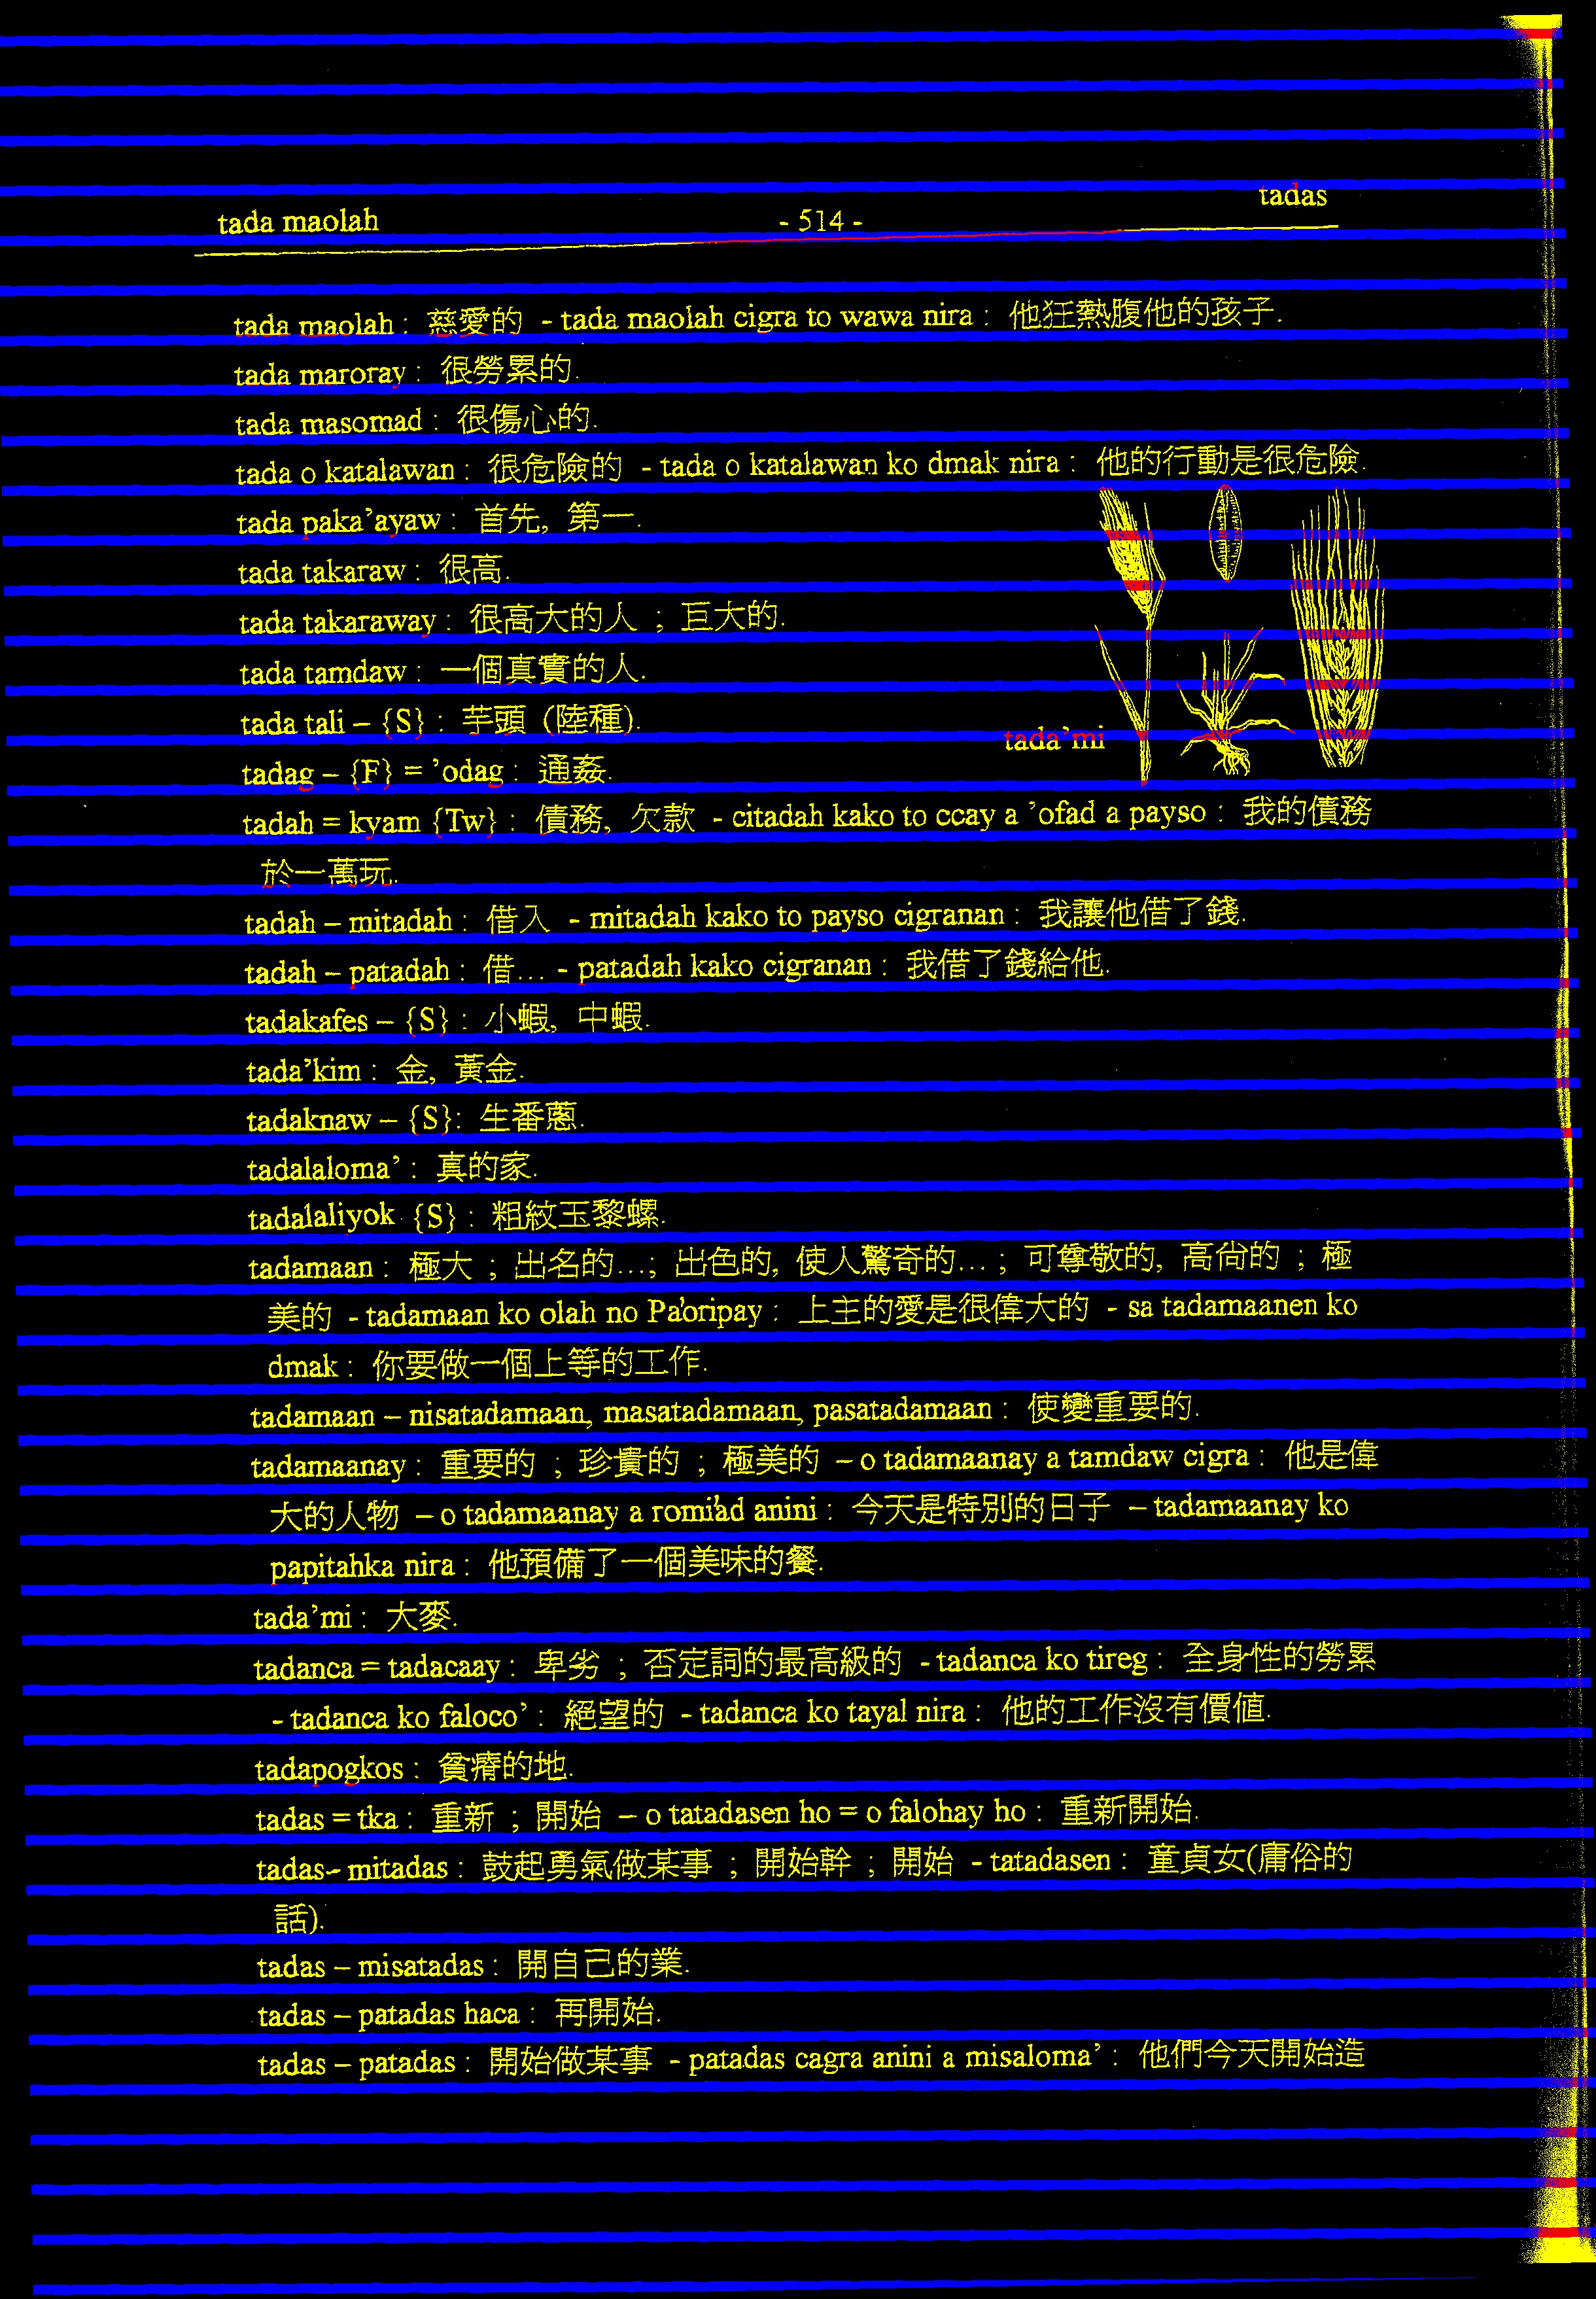 tada maolah - 514 - tadas
tada maolah : 慈愛的 - tada maolah cigra to wawa nira : 他狂熱腹他的孩子.
tada maroray : 很勞累的.
tada masomad : 很傷心的.
tada o katalawan : 很危險的 - tada o katalawan ko dmak nira : 他的行動是很危險.
tada paka’ayaw : 首先, 第一.
tada takaraw : 很高.
tada takaraway : 很高大的人 ; 巨大的.
tada tamdaw : 一個真實的人.
tada tali – {S} : 芋頭 (陸種).
tada’mi
tadag – {F} = ’odag : 通姦.
tadah = kyam {Tw} : 債務, 欠款 - citadah kako to ccay a ’ofad a payso : 我的債務
於一萬玩.
tadah – mitadah : 借入 - mitadah kako to payso cigranan : 我讓他借了錢.
tadah – patadah : 借... - patadah kako cigranan : 我借了錢給他.
tadakafes – {S} : 小蝦, 中蝦.
tada’kim : 金, 黃金.
tadaknaw – {S}: 生番蔥.
tadalaloma’ : 真的家.
tadalaliyok {S} : 粗紋玉黎螺.
tadamaan : 極大 ; 出名的...; 出色的, 使人驚奇的... ; 可尊敬的, 高尚的 ; 極
美的 - tadamaan ko olah no Pa’oripay : 上主的愛是很偉大的 - sa tadamaanen ko
dmak : 你要做一個上等的工作.
tadamaan – nisatadamaan, masatadamaan, pasatadamaan : 使變重要的.
tadamaanay : 重要的 ; 珍貴的 ; 極美的 – o tadamaanay a tamdaw cigra : 他是偉
大的人物 – o tadamaanay a romi’ad anini : 今天是特別的日子 – tadamaanay ko
papitahka nira : 他預備了一個美味的餐.
tada’mi : 大麥.
tadanca = tadacaay : 卑劣 ; 否定詞的最高級的 - tadanca ko tireg : 全身性的勞累
- tadanca ko faloco’ : 絕望的 - tadanca ko tayal nira : 他的工作沒有價值.
tadapogkos : 貧瘠的地.
tadas = tka : 重新 ; 開始 – o tatadasen ho = o falohay ho : 重新開始.
tadas– mitadas : 鼓起勇氣做某事 ; 開始幹 ; 開始 - tatadasen : 童貞女(庸俗的
話).
tadas – misatadas : 開自己的業.
tadas – patadas haca : 再開始.
tadas – patadas : 開始做某事 - patadas cagra anini a misaloma’ : 他們今天開始造